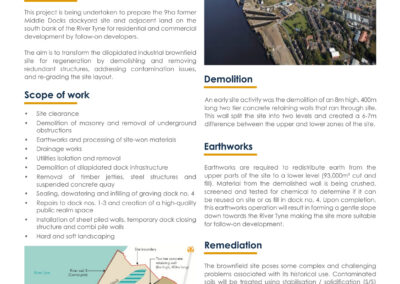 This project is being undertaken to prepare the 9ha former
Middle Docks dockyard site and adjacent land on the
south bank of the River Tyne for residential and commercial
development by follow-on developers.
The aim is to transform the dilapidated industrial brownfield
site for regeneration by demolishing and removing
redundant structures, addressing contamination issues,
and re-grading the site layout.
Scope of work
• Site clearance
• Demolition of masonry and removal of underground
obstructions
• Earthworks and processing of site-won materials
• Drainage works
• Utilities isolation and removal
• Demolition of dilapidated dock infrastructure
• Removal of timber jetties, steel structures and
suspended concrete quay
• Sealing, dewatering and infilling of graving dock no. 4
• Repairs to dock nos. 1-3 and creation of a high-quality
public realm space
• Installation of sheet piled walls, temporary dock closing
structure and combi pile walls
• Hard and soft landscaping
Demolition
An early site activity was the demolition of an 8m high, 400m
long two tier concrete retaining walls that ran through site.
This wall split the site into two levels and created a 6-7m
difference between the upper and lower zones of the site.
Earthworks
Earthworks are required to redistribute earth from the
upper parts of the site to a lower level (93,000m³ cut and
fill). Material from the demolished wall is being crushed,
screened and tested for chemical to determine if it can
be reused on site or as fill in dock no. 4. Upon completion,
this earthworks operation will result in forming a gentle slope
down towards the River Tyne making the site more suitable
for follow-on development.
Remediation
The brownfield site poses some complex and challenging
problems associated with its historical use. Contaminated
soils will be treated using stabilisation / solidification (S/S)